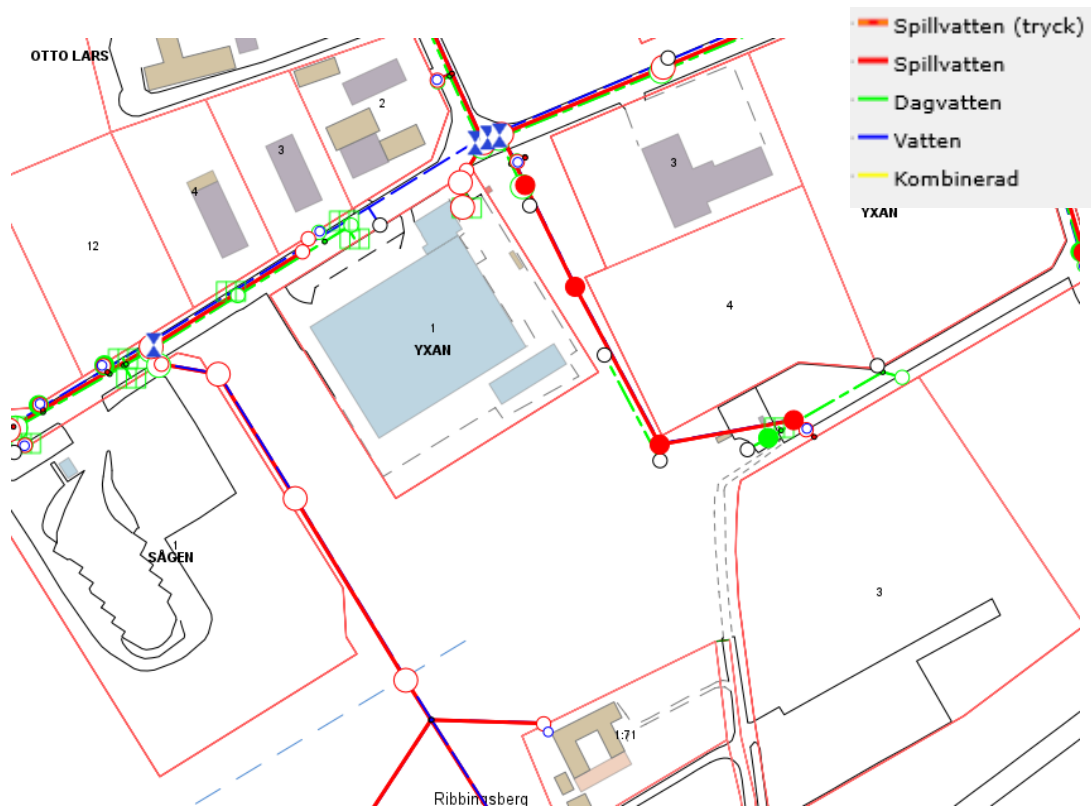 Spillvatten (tryck)
Spillvatten
Dagvatten
Vatten
Kombinerad
OTTO LARS
2
3
3
4
YXAN
12
4
1
YXAN
1
SÅGEN
3
1:71
Ribbingsberg